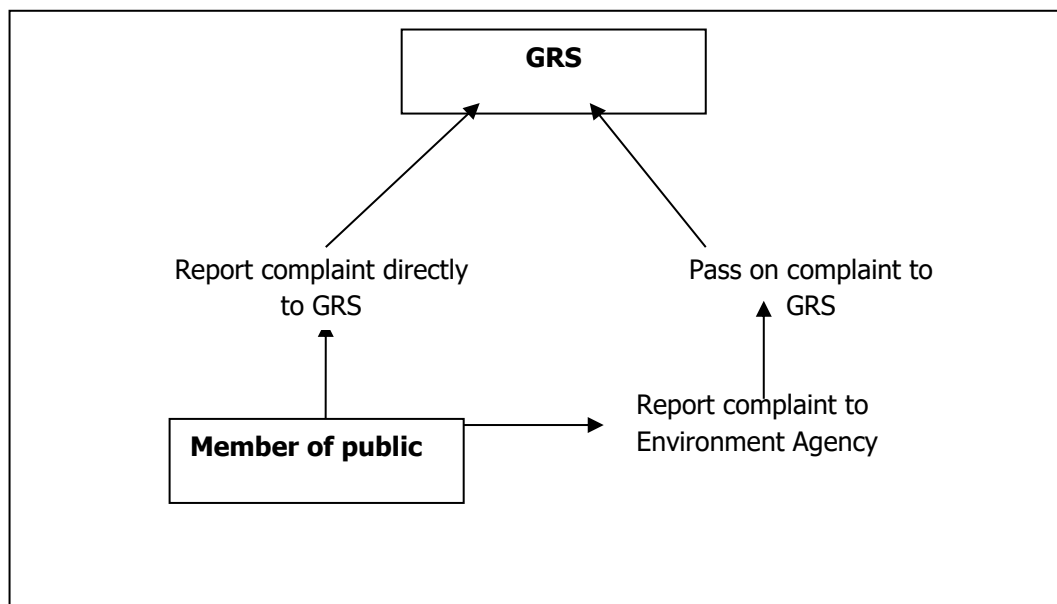 GRS
Report complaint directly
to GRS
Pass on complaint to
GRS
Report complaint to
Environment Agency
Member of public